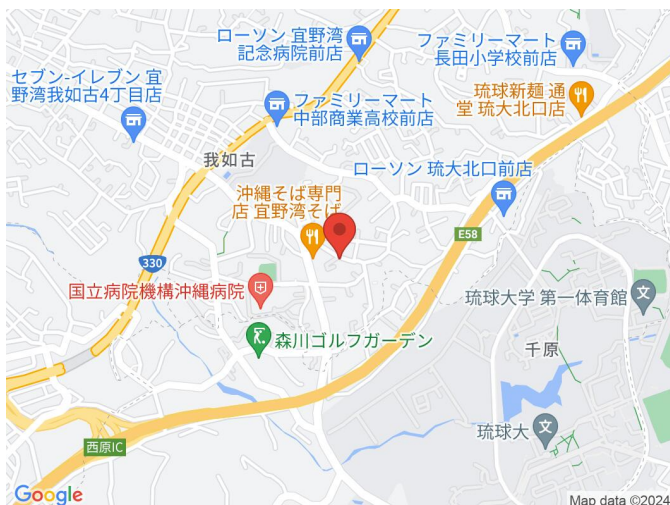 ローソン 宜野湾
記念病院前店
ファミリーマート
長田小学校前店
セブン-イレブン 宜
野湾我如古4丁目店
ファミリーマート
中部商業高校前店
琉球新麺 通
堂 琉大北口店
我如古
ローソン 琉大北口前店
沖縄そば専門
店 宜野湾そば
E58
330
国立病院機構沖縄病院
琉球大学 第一体育館
森川ゴルフガーデン
千原
琉球大
西原IC
Google
Map data ©2024